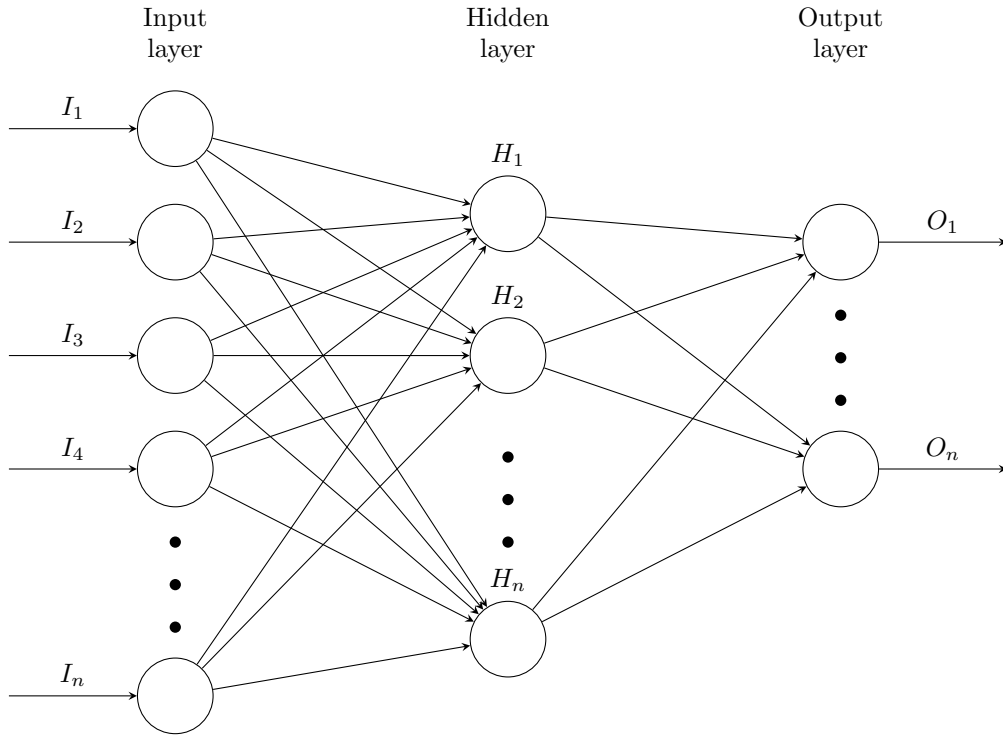 Input
layer
Hidden
layer
Output
layer
I₁
I₂
I₃
I₄
Iₙ
H₁
H₂
Hₙ
O₁
Oₙ